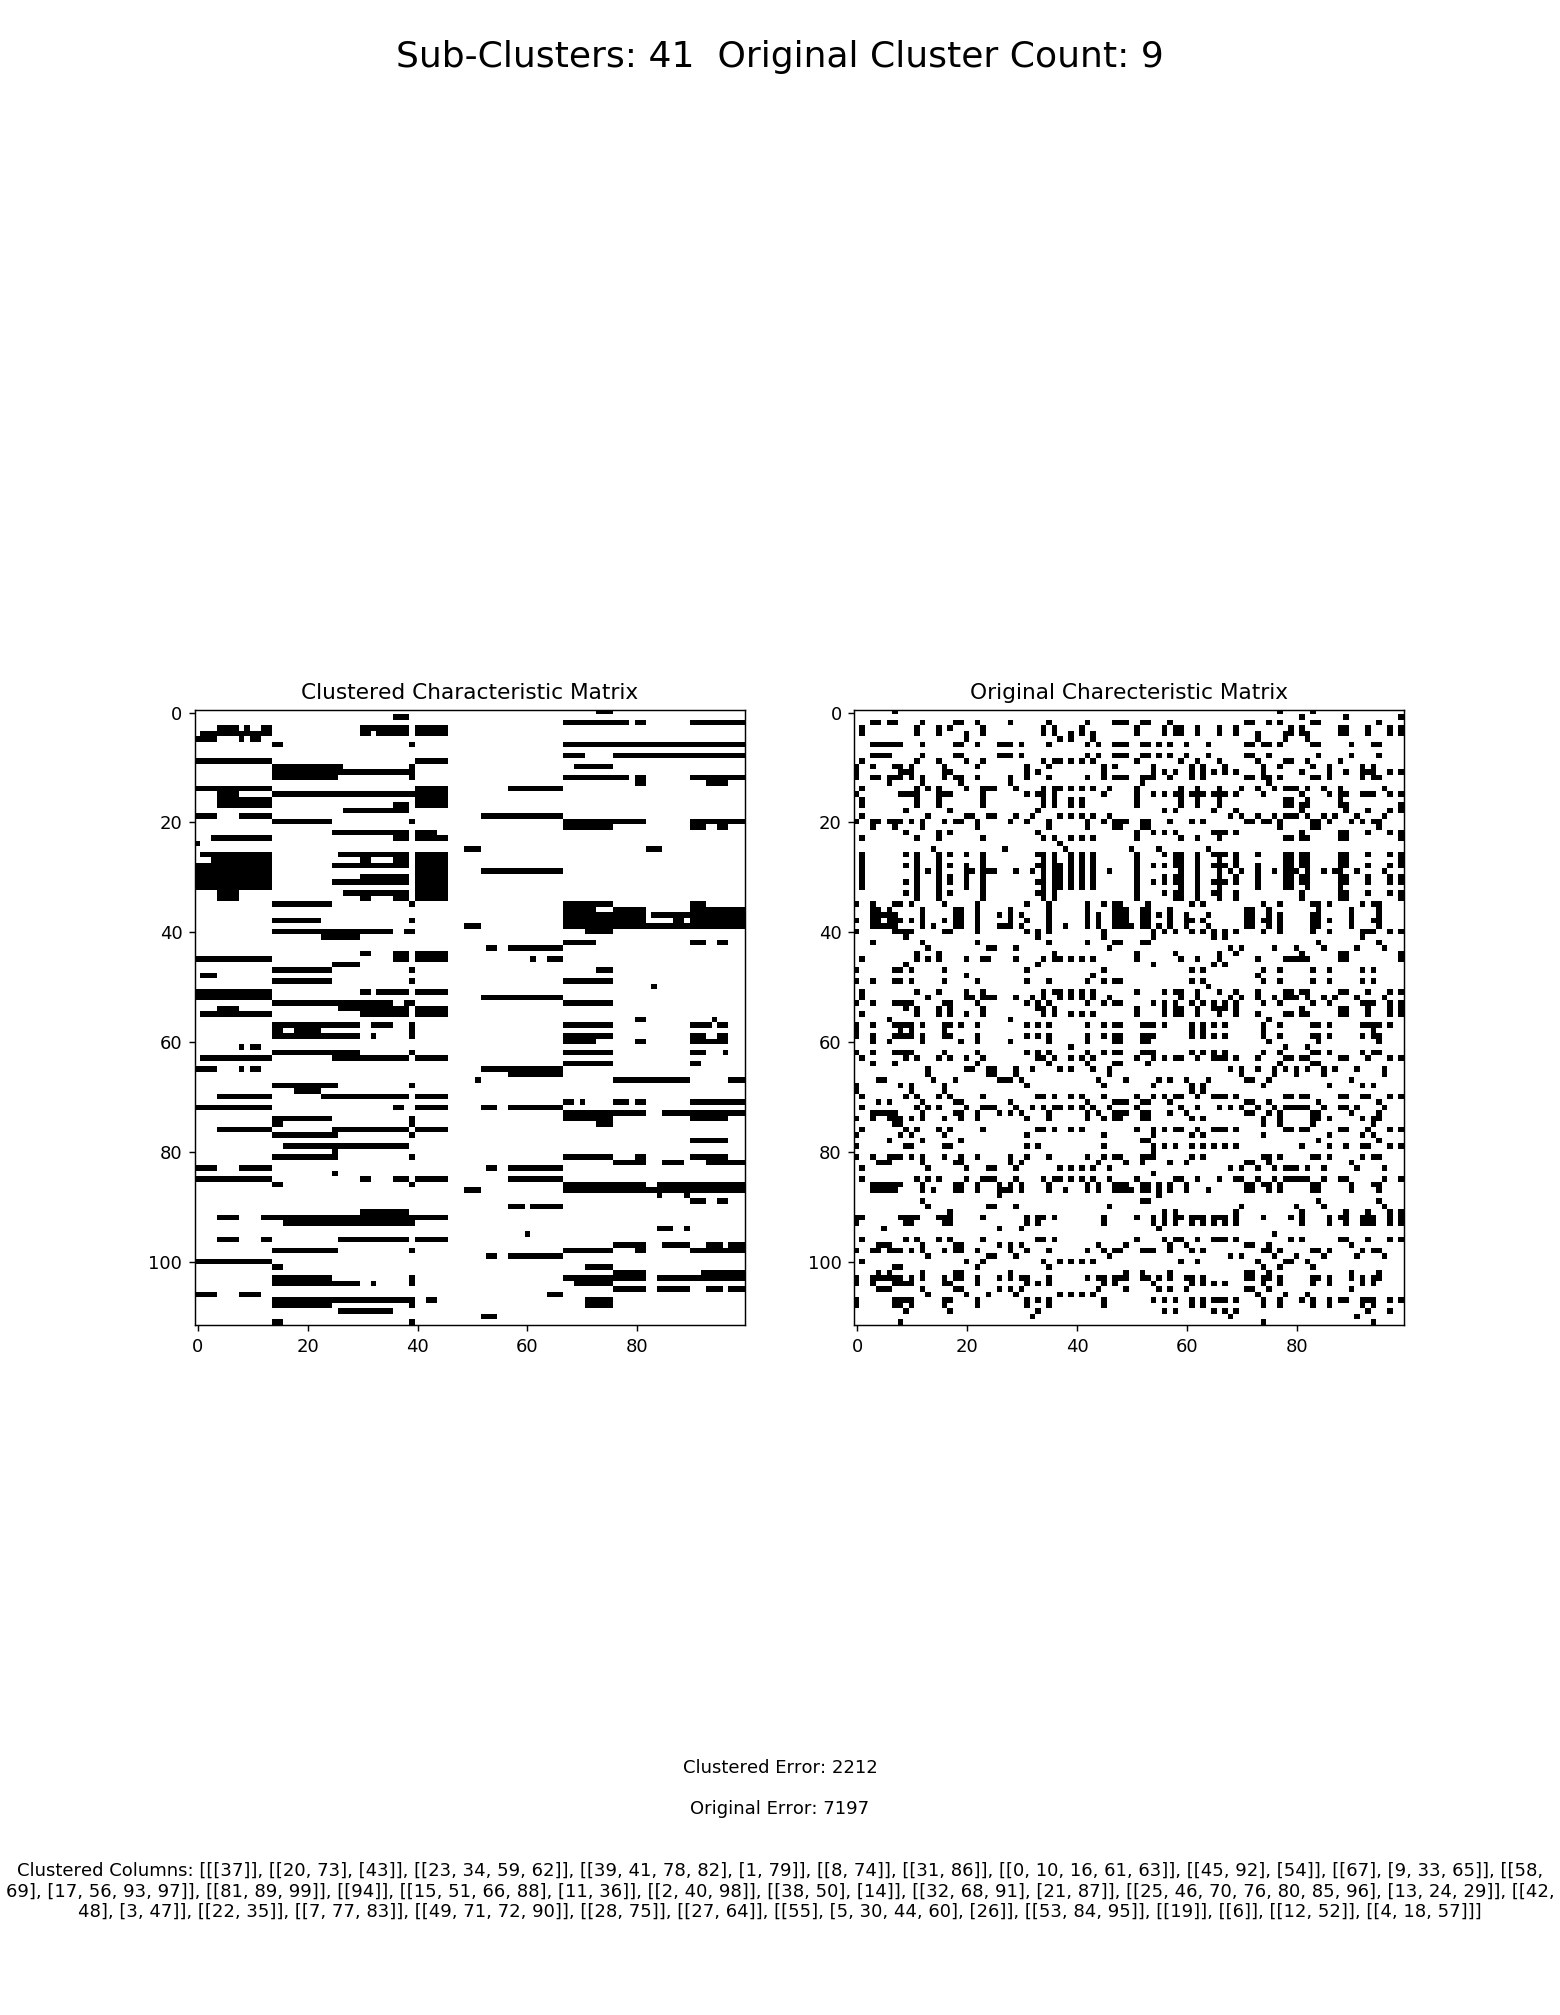 Sub-Clusters: 41  Original Cluster Count: 9
Clustered Characteristic Matrix
Original Charecteristic Matrix
0
20
40
60
80
100
0
20
40
60
80
0
20
40
60
80
100
0
20
40
60
80
Clustered Error: 2212
Original Error: 7197
Clustered Columns: [[[37]], [[20, 73], [43]], [[23, 34, 59, 62]], [[39, 41, 78, 82], [1, 79]], [[8, 74]], [[31, 86]], [[0, 10, 16, 61, 63]], [[45, 92], [54]], [[67], [9, 33, 65]], [[58,
69], [17, 56, 93, 97]], [[81, 89, 99]], [[94]], [[15, 51, 66, 88], [11, 36]], [[2, 40, 98]], [[38, 50], [14]], [[32, 68, 91], [21, 87]], [[25, 46, 70, 76, 80, 85, 96], [13, 24, 29]], [[42,
48], [3, 47]], [[22, 35]], [[7, 77, 83]], [[49, 71, 72, 90]], [[28, 75]], [[27, 64]], [[55], [5, 30, 44, 60], [26]], [[53, 84, 95]], [[19]], [[6]], [[12, 52]], [[4, 18, 57]]]